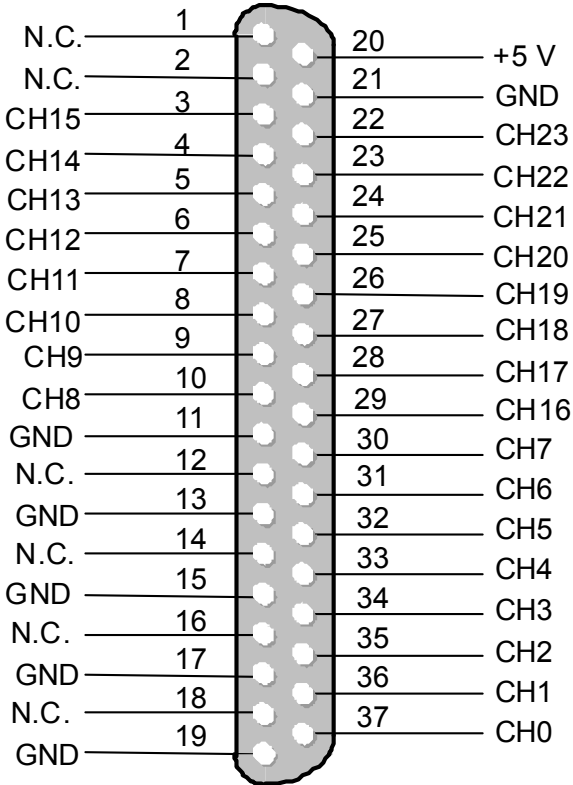 N.C. 1
N.C. 2
CH15 3
CH14 4
CH13 5
CH12 6
CH11 7
CH10 8
CH9 9
CH8 10
GND 11
N.C. 12
GND 13
N.C. 14
GND 15
N.C. 16
GND 17
N.C. 18
GND 19
20 +5 V
21 GND
22 CH23
23 CH22
24 CH21
25 CH20
26 CH19
27 CH18
28 CH17
29 CH16
30 CH7
31 CH6
32 CH5
33 CH4
34 CH3
35 CH2
36 CH1
37 CH0